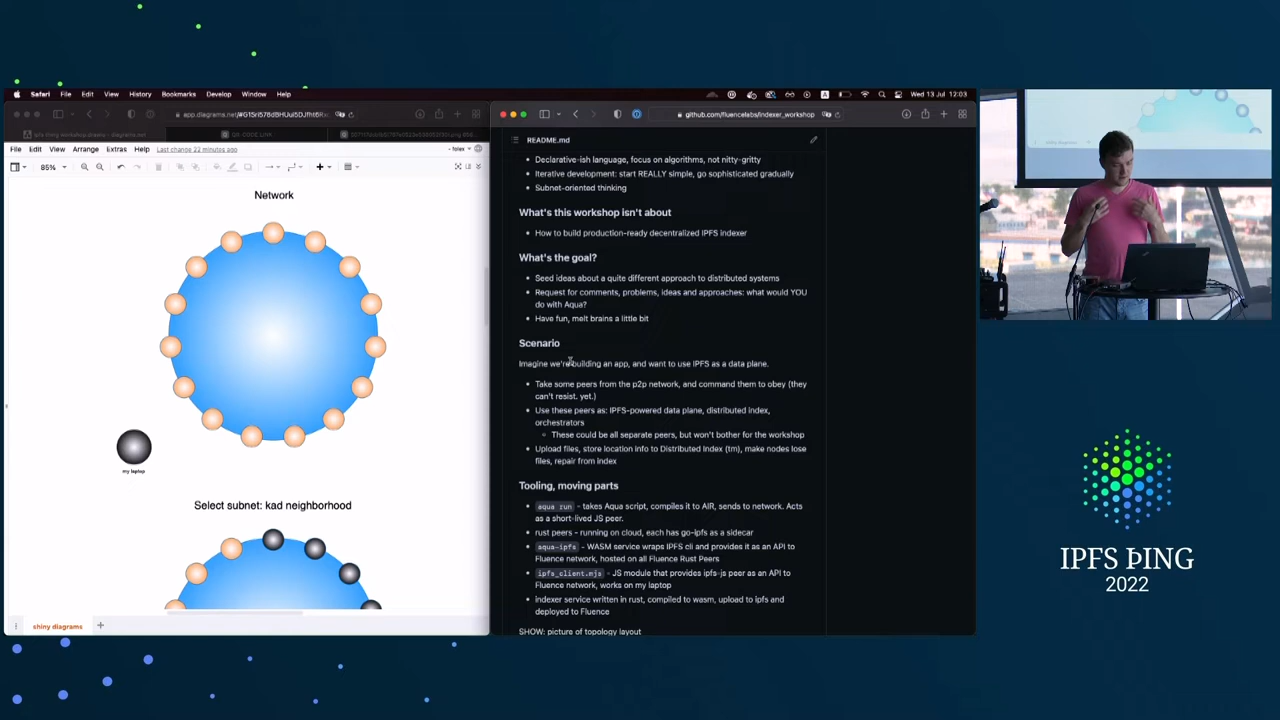 Safari File Edit View History Bookmarks Develop Window Help
Wed 13 Jul 12:03
File Edit View Arrange Extras Help Last change 22 minutes ago
85%
Network
my laptop
Select subnet: kad neighborhood
shiny diagrams
github.com/fluencelabs/indexer_workshop
README.md
Declarative-ish language, focus on algorithms, not nitty-gritty
Iterative development: start REALLY simple, go sophisticated gradually
Subnet-oriented thinking
What's this workshop isn't about
How to build production-ready decentralized IPFS indexer
What's the goal?
Seed ideas about a quite different approach to distributed systems
Request for comments, problems, ideas and approaches: what would YOU
do with Aqua?
Have fun, melt brains a little bit
Scenario
Imagine we're building an app, and want to use IPFS as a data plane.
Take some peers from the p2p network, and command them to obey (they
can't resist. yet.)
Use these peers as: IPFS-powered data plane, distributed index,
orchestrators
These could be all separate peers, but won't bother for the workshop
Upload files, store location info to Distributed Index (tm), make nodes lose
files, repair from index
Tooling, moving parts
aqua run - takes Aqua script, compiles it to AIR, sends to network. Acts
as a short-lived JS peer.
rust peers - running on cloud, each has go-ipfs as a sidecar
aqua-ipfs - WASM service wraps IPFS cli and provides it as an API to
Fluence network, hosted on all Fluence Rust Peers
ipfs_client.mjs - JS module that provides ipfs-js peer as an API to
Fluence network, works on my laptop
indexer service written in rust, compiled to wasm, upload to ipfs and
deployed to Fluence
SHOW: picture of topology layout
IPFS ÞING
2022